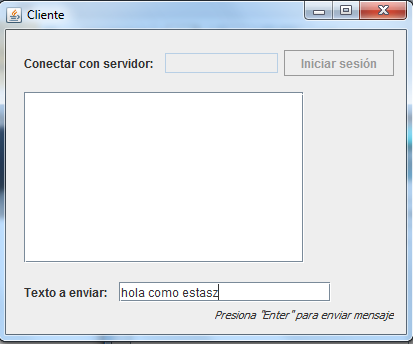 Cliente
Conectar con servidor: Iniciar sesión
Texto a enviar: hola como estasz
Presiona "Enter" para enviar mensaje